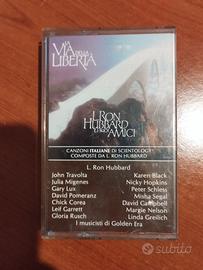 LA
VIA DELLA
LIBERTÀ
L. RON
HUBBARD
E I SUOI
AMICI
CANZONI ITALIANE DI SCIENTOLOGY
COMPOSTE DA L. RON HUBBARD
L. Ron Hubbard
John Travolta Karen Black
Julia Migenes Nicky Hopkins
Gary Lux Peter Schless
David Pomeranz Misha Segal
Chick Corea David Campbell
Leif Garrett Margie Nelson
Gloria Rusch Linda Greilich
I musicisti di Golden Era
subito